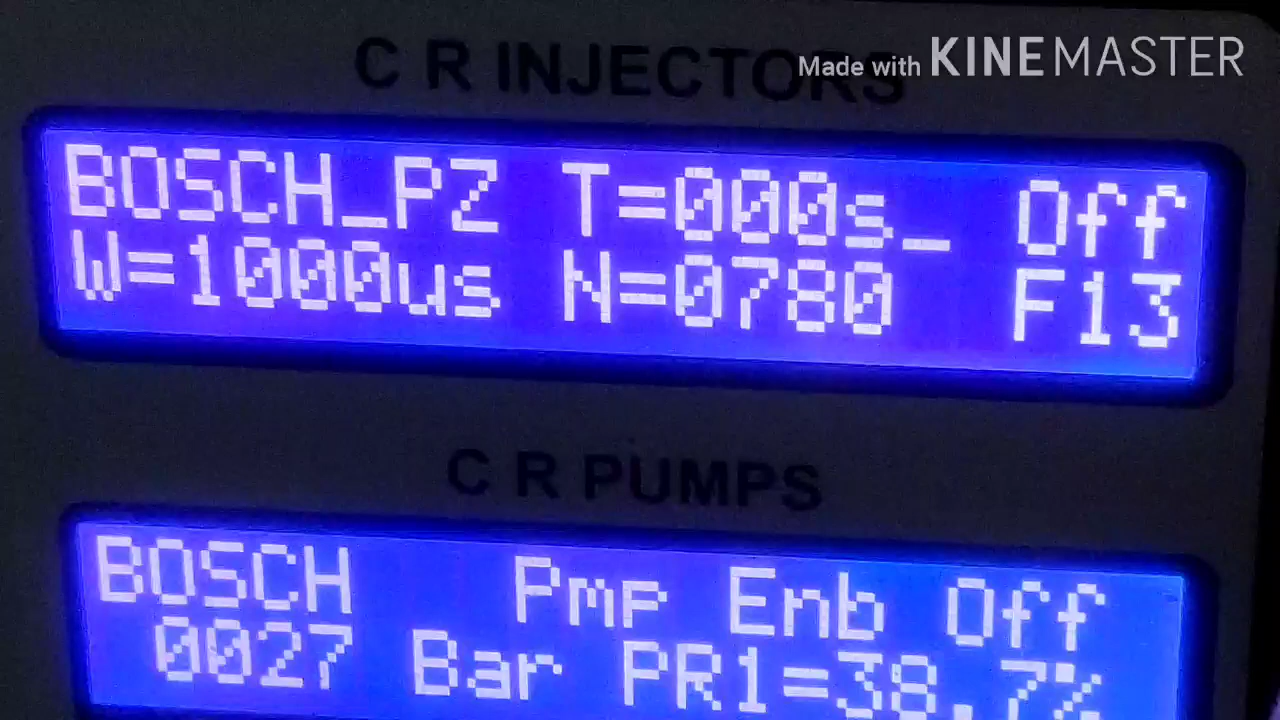 C R INJECTORS
Made with KINEMASTER
BOSCH_PZ T=000s_ Off
W=1000us N=0780 F13
C R PUMPS
BOSCH Pmp Enb Off
0027 Bar PR1=38.7%